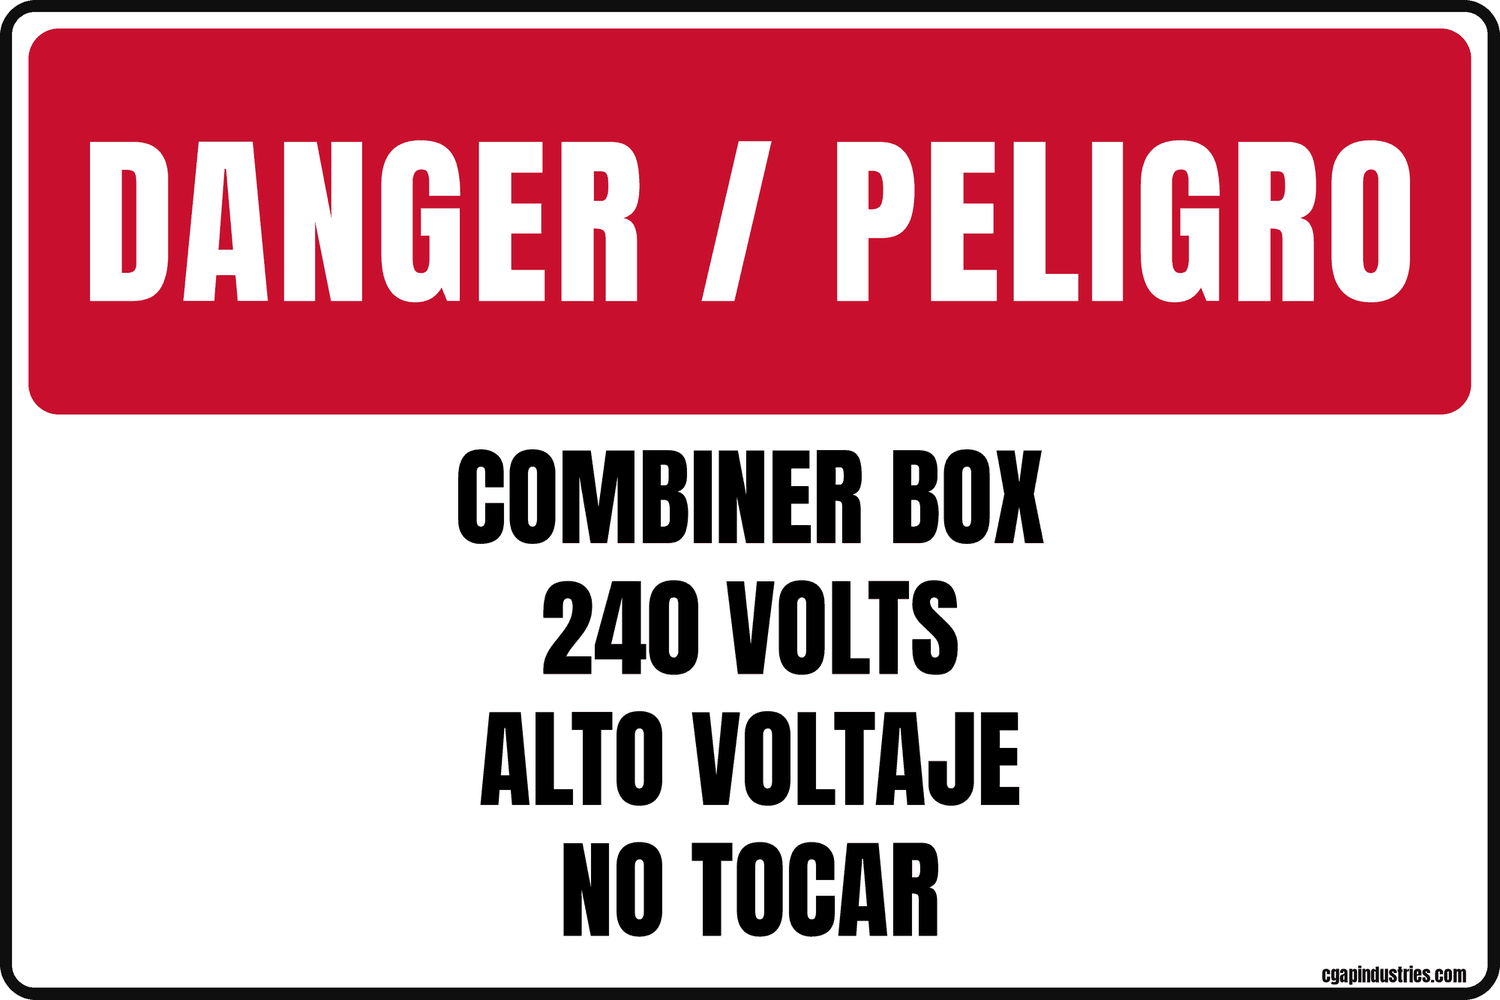 DANGER / PELIGRO
COMBINER BOX
240 VOLTS
ALTO VOLTAJE
NO TOCAR
cgapindustries.com